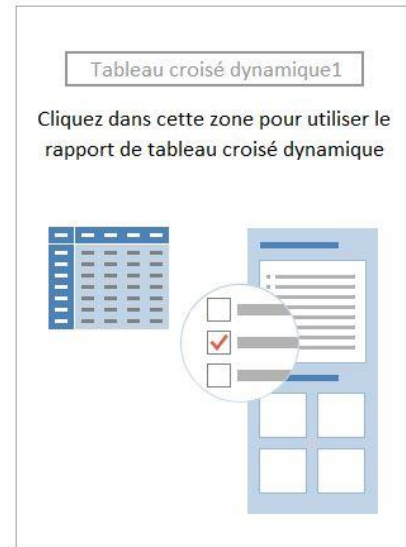 Tableau croisé dynamique1
Cliquez dans cette zone pour utiliser le
rapport de tableau croisé dynamique